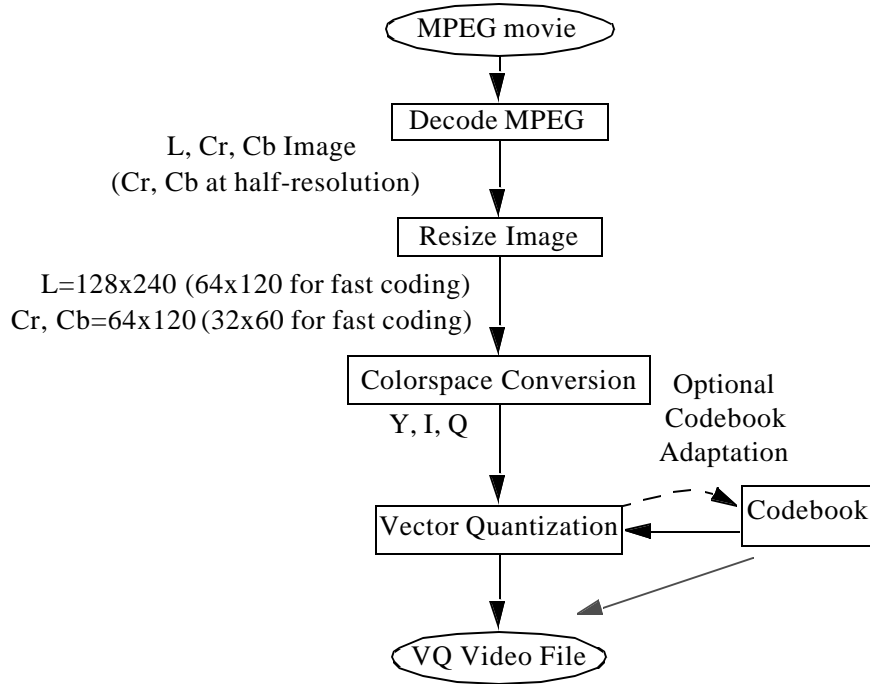 MPEG movie
Decode MPEG
L, Cr, Cb Image
(Cr, Cb at half-resolution)
Resize Image
L=128x240 (64x120 for fast coding)
Cr, Cb=64x120 (32x60 for fast coding)
Colorspace Conversion
Y, I, Q
Optional
Codebook
Adaptation
Vector Quantization
Codebook
VQ Video File